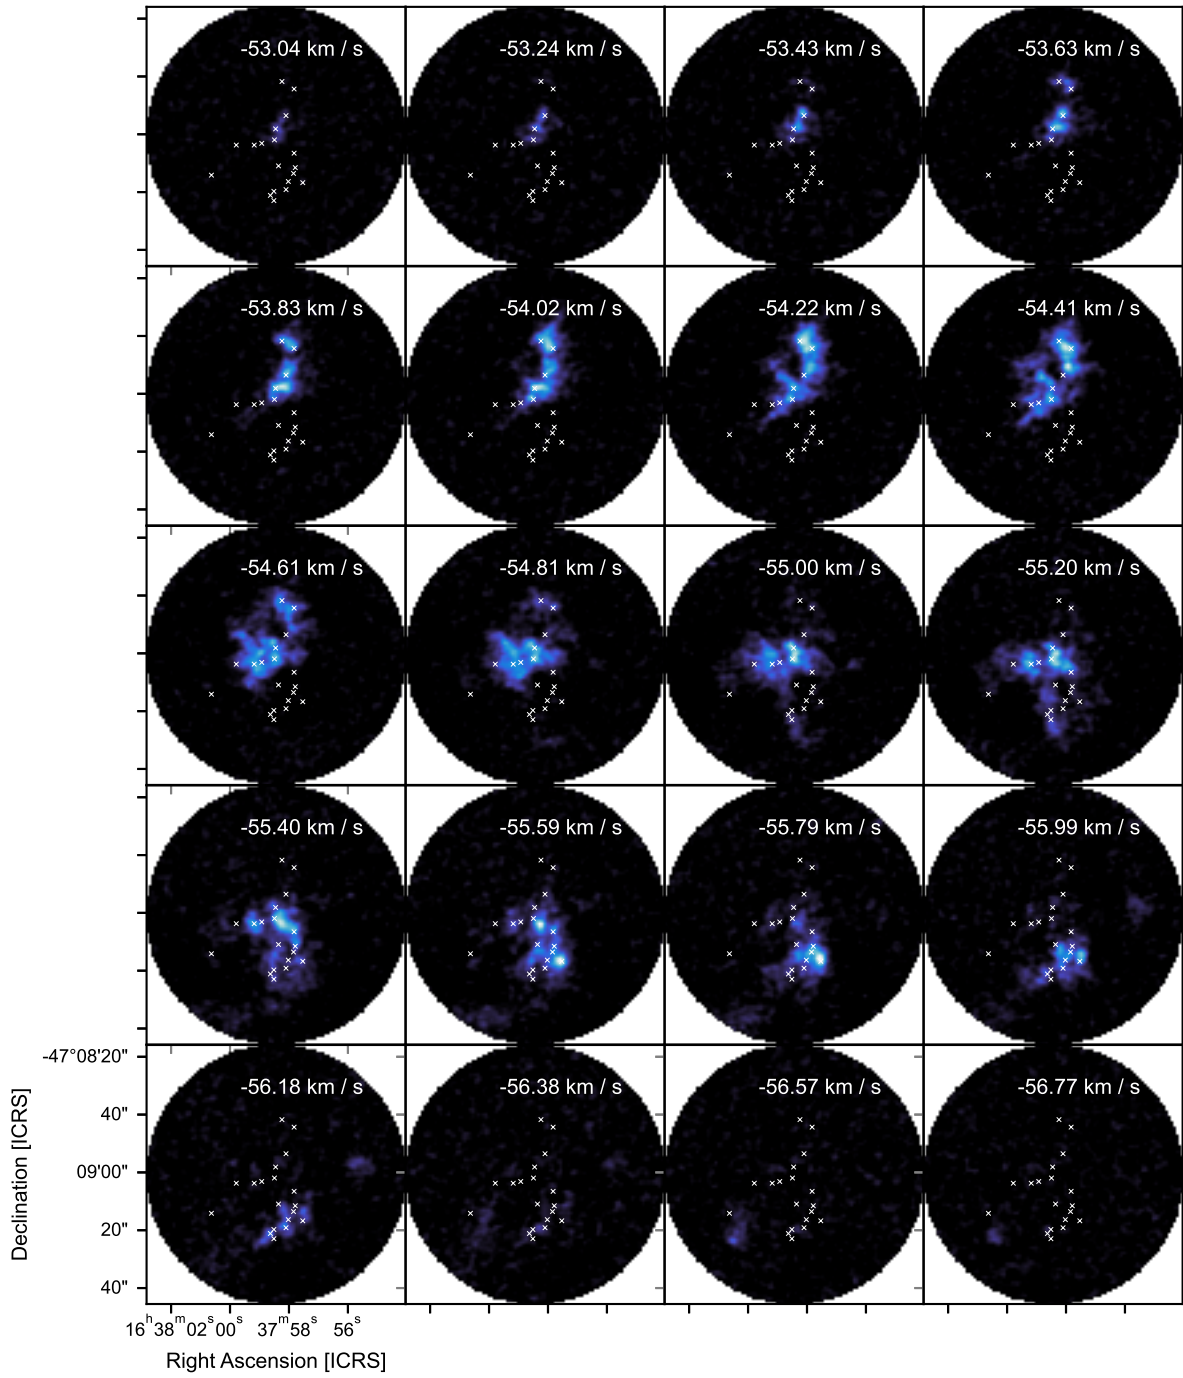 -53.04 km / s
-53.24 km / s
-53.43 km / s
-53.63 km / s
-53.83 km / s
-54.02 km / s
-54.22 km / s
-54.41 km / s
-54.61 km / s
-54.81 km / s
-55.00 km / s
-55.20 km / s
-55.40 km / s
-55.59 km / s
-55.79 km / s
-55.99 km / s
-56.18 km / s
-56.38 km / s
-56.57 km / s
-56.77 km / s
-47°08'20"
40"
09'00"
20"
40"
Declination [ICRS]
16h38m02s00s 37m58s 56s
Right Ascension [ICRS]